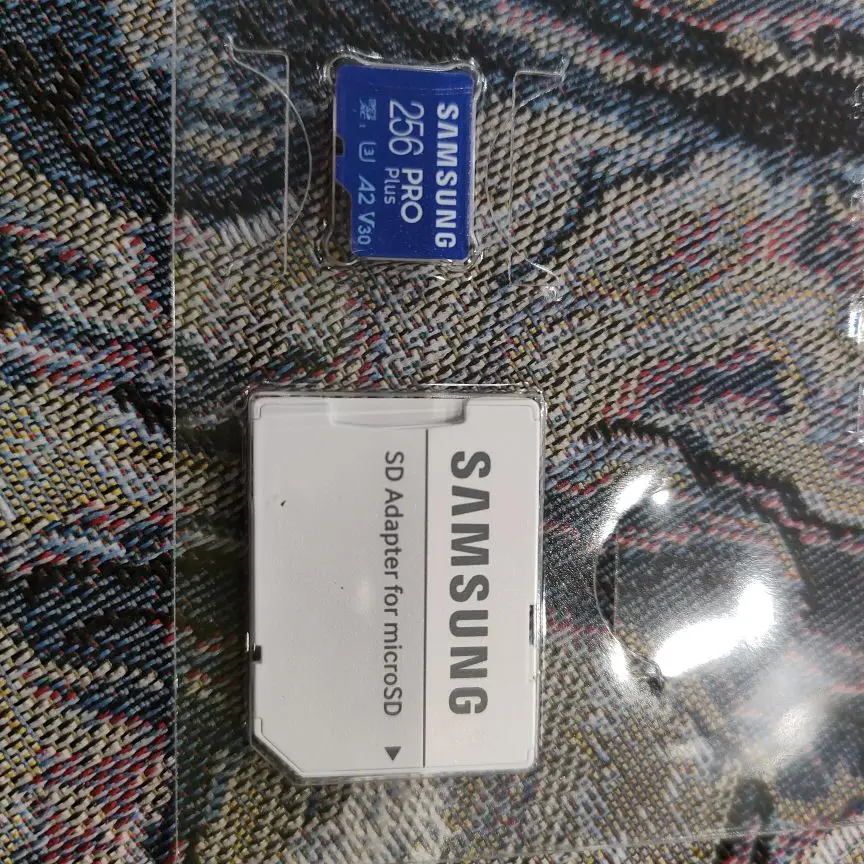 SAMSUNG
PRO
Plus
256
A2 V30
U3
I
SAMSUNG
SD Adapter for microSD